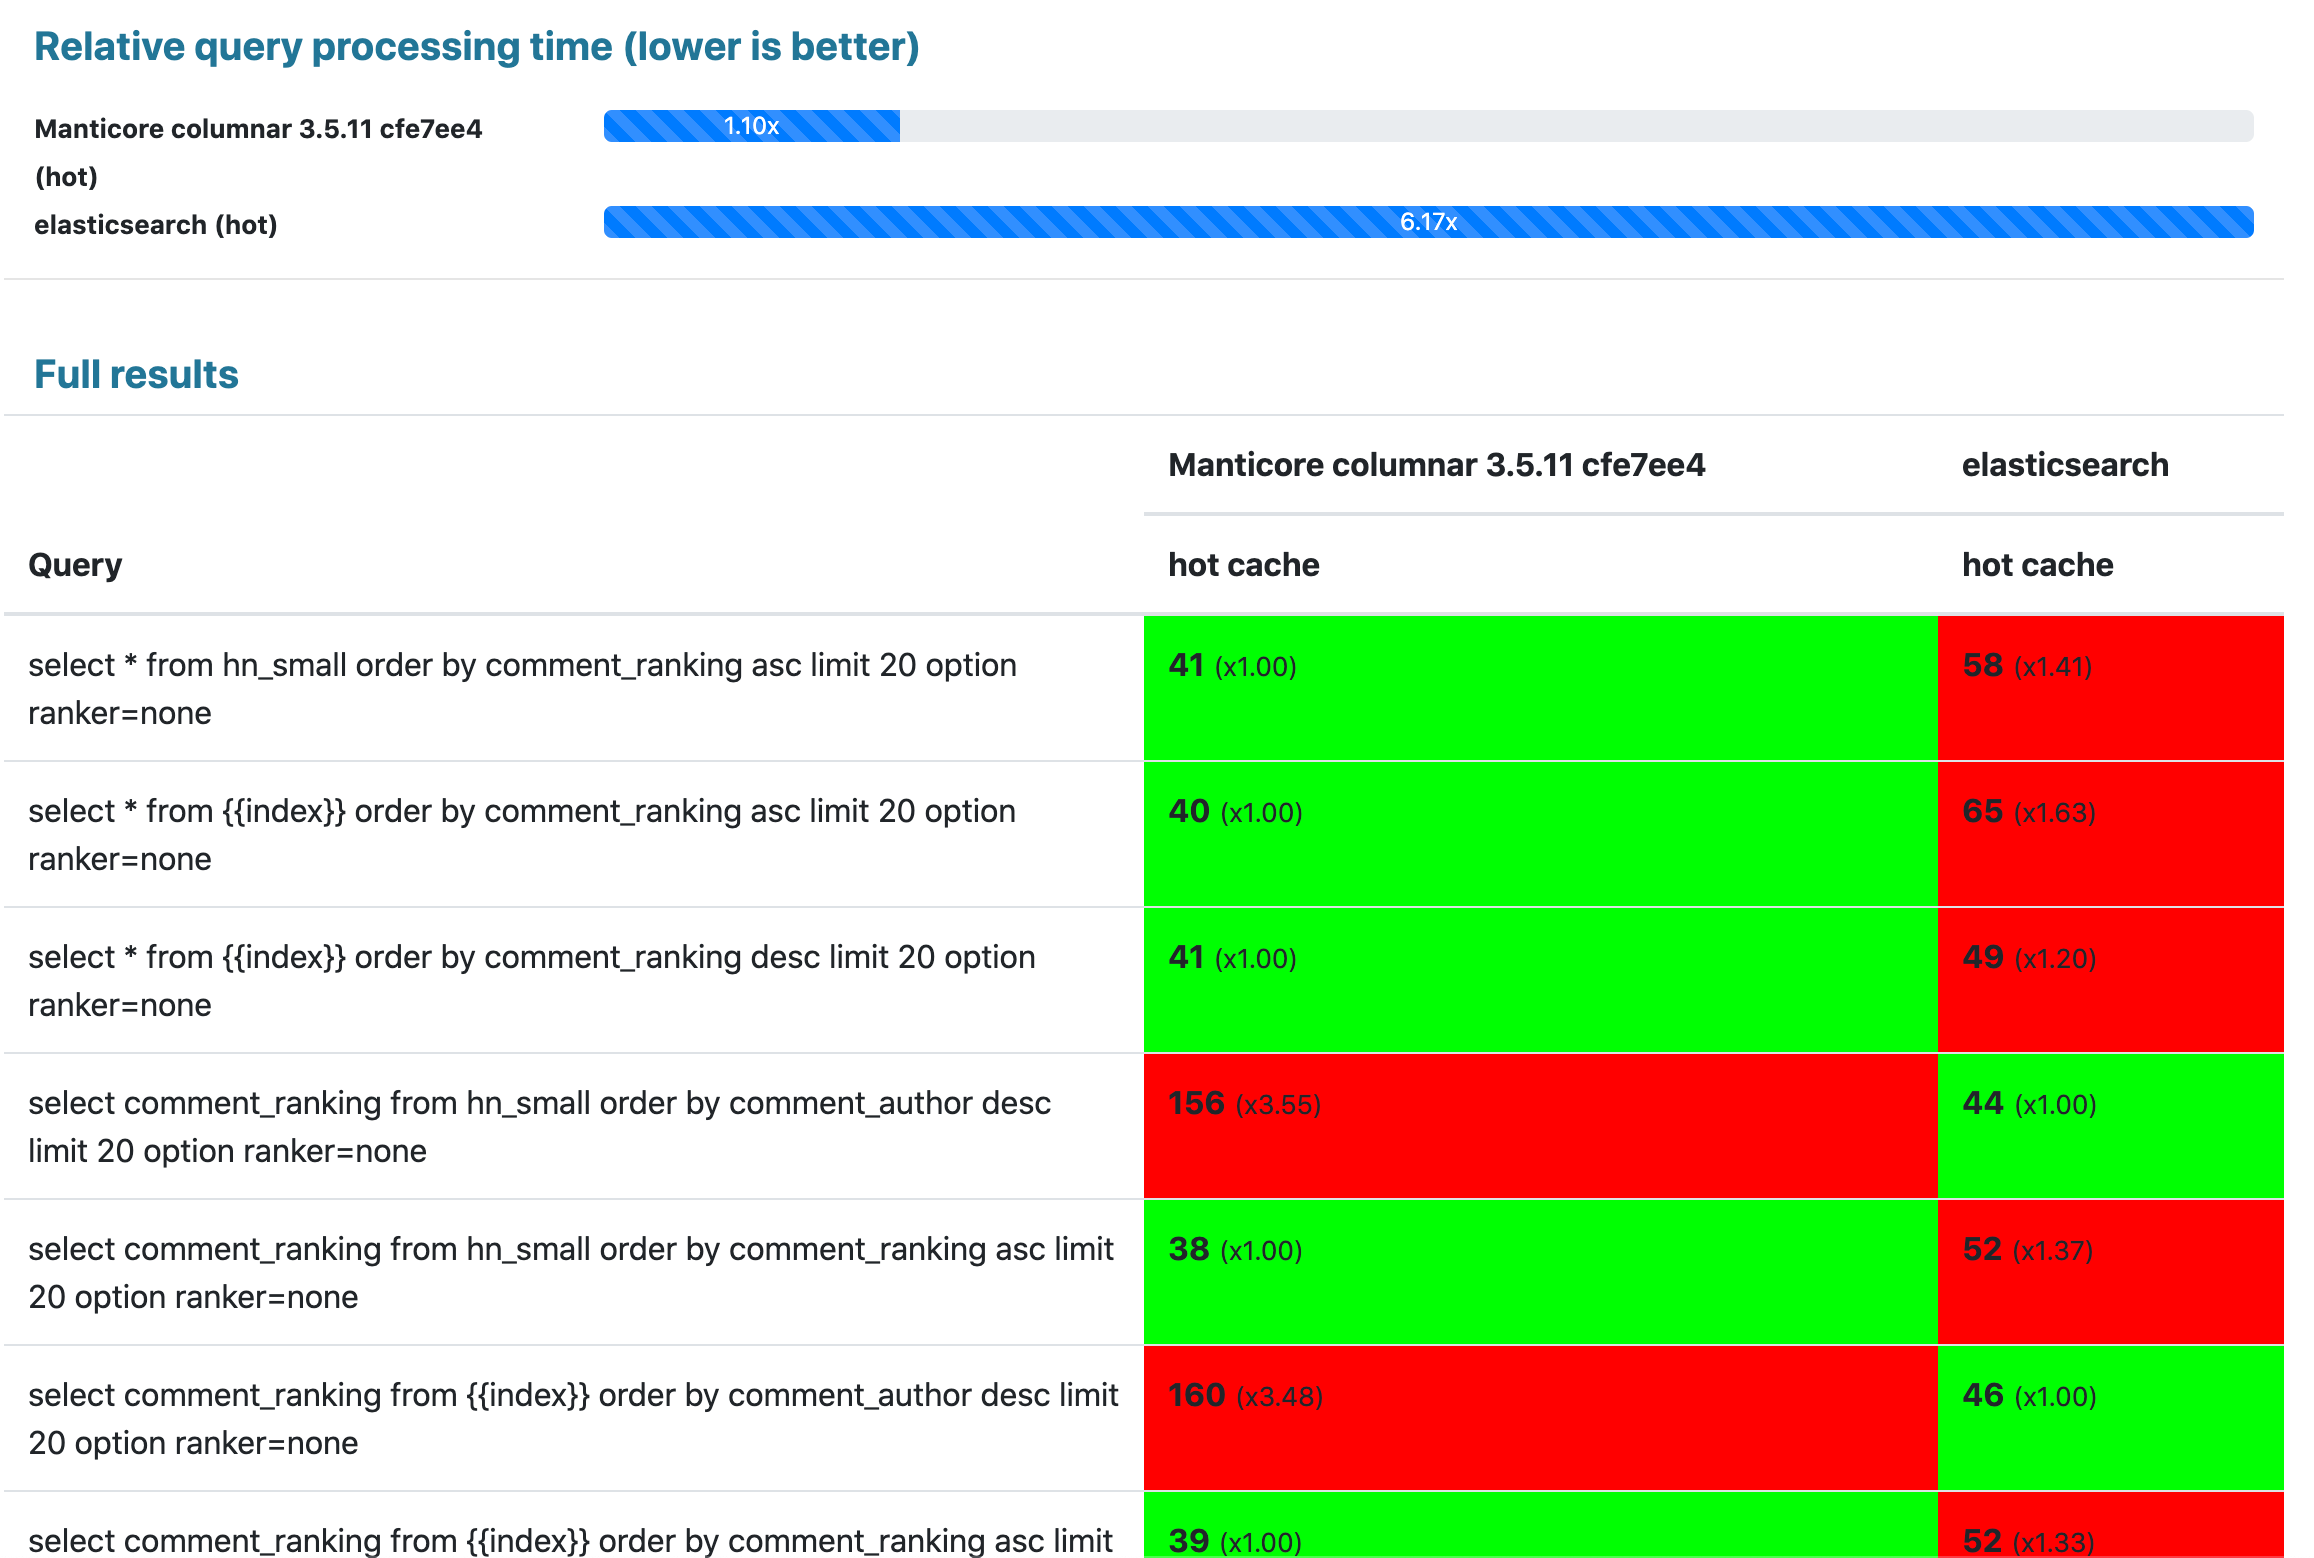 Relative query processing time (lower is better)
Manticore columnar 3.5.11 cfe7ee4
(hot)
1.10x
elasticsearch (hot)
6.17x
Full results
Manticore columnar 3.5.11 cfe7ee4 elasticsearch
Query hot cache hot cache
select * from hn_small order by comment_ranking asc limit 20 option
ranker=none
41 (x1.00) 58 (x1.41)
select * from {{index}} order by comment_ranking asc limit 20 option
ranker=none
40 (x1.00) 65 (x1.63)
select * from {{index}} order by comment_ranking desc limit 20 option
ranker=none
41 (x1.00) 49 (x1.20)
select comment_ranking from hn_small order by comment_author desc
limit 20 option ranker=none
156 (x3.55) 44 (x1.00)
select comment_ranking from hn_small order by comment_ranking asc limit
20 option ranker=none
38 (x1.00) 52 (x1.37)
select comment_ranking from {{index}} order by comment_author desc limit
20 option ranker=none
160 (x3.48) 46 (x1.00)
select comment_ranking from {{index}} order by comment_ranking asc limit
39 (x1.00) 52 (x1.33)